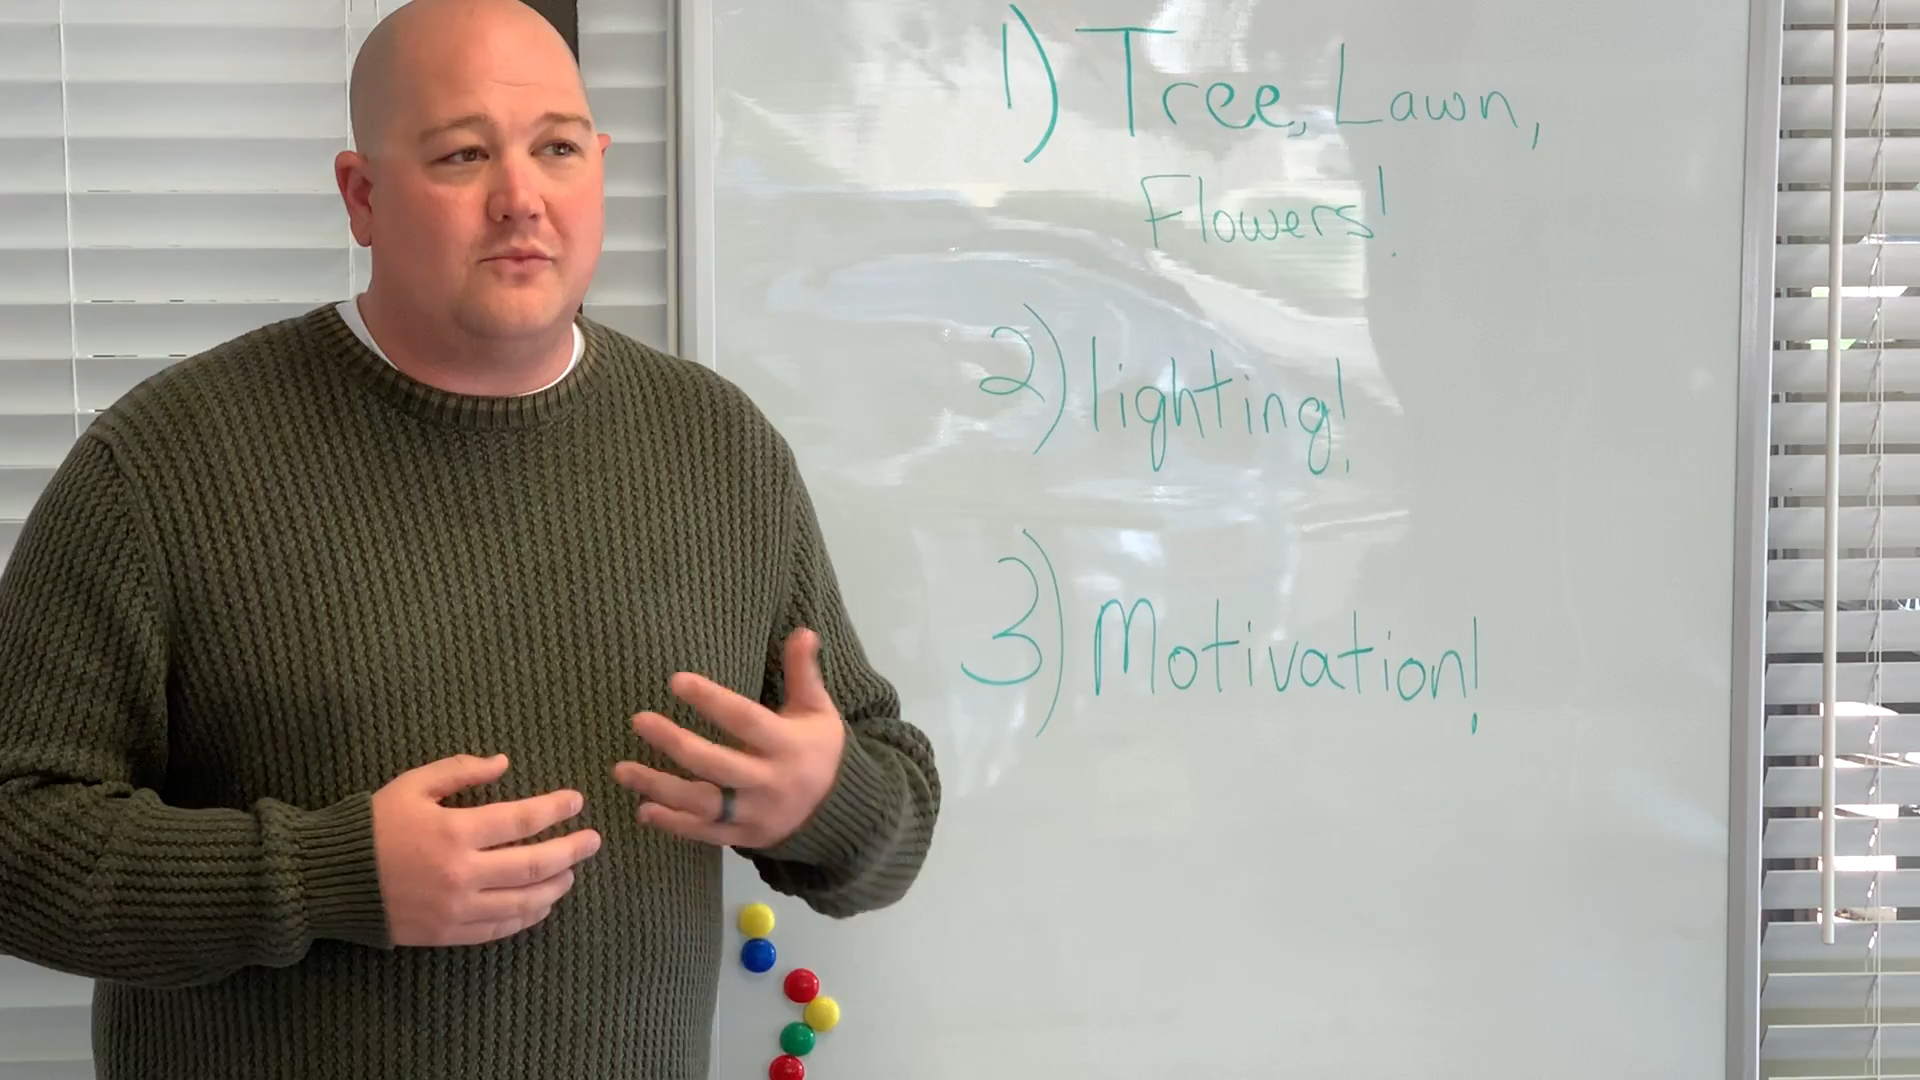 1) Tree, Lawn,
Flowers!
2) lighting!
3) Motivation!